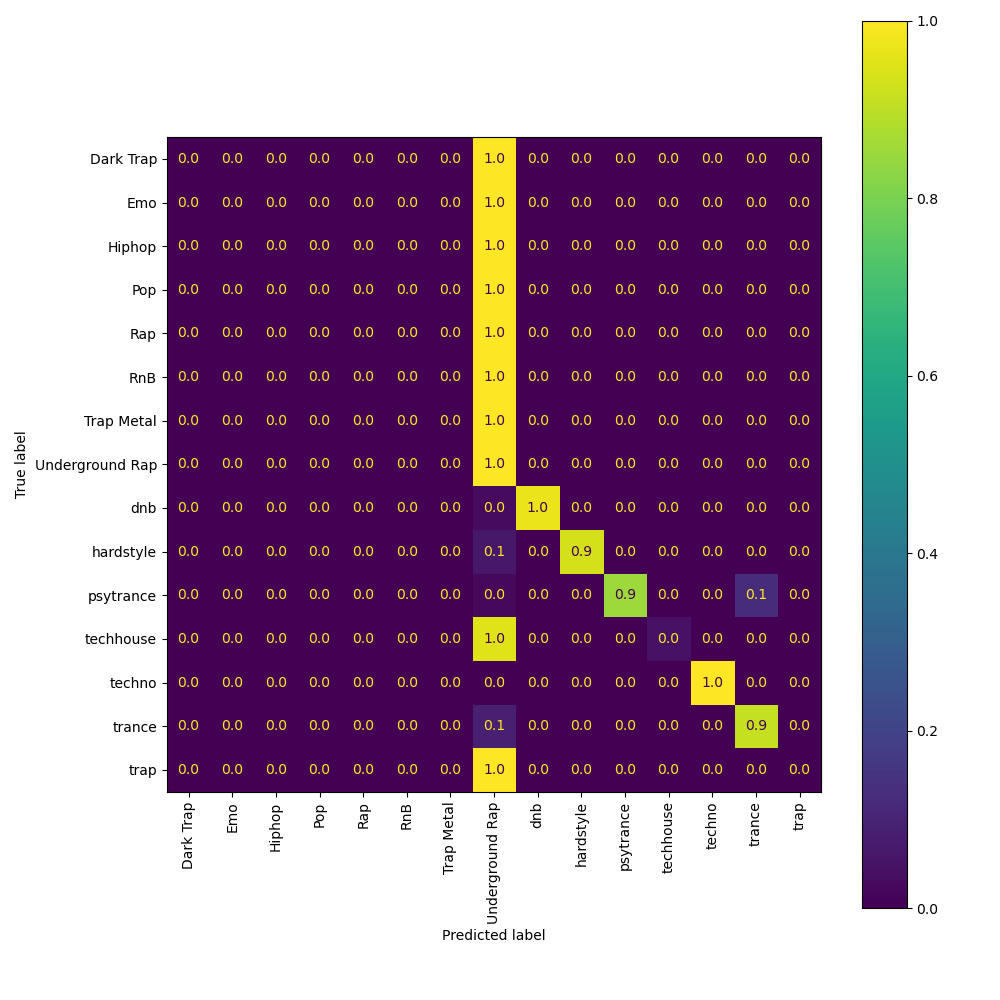 1.0
Dark Trap 0.0 0.0 0.0 0.0 0.0 0.0 0.0 1.0 0.0 0.0 0.0 0.0 0.0 0.0 0.0
0.8
Emo 0.0 0.0 0.0 0.0 0.0 0.0 0.0 1.0 0.0 0.0 0.0 0.0 0.0 0.0 0.0
Hiphop 0.0 0.0 0.0 0.0 0.0 0.0 0.0 1.0 0.0 0.0 0.0 0.0 0.0 0.0 0.0
Pop 0.0 0.0 0.0 0.0 0.0 0.0 0.0 1.0 0.0 0.0 0.0 0.0 0.0 0.0 0.0
Rap 0.0 0.0 0.0 0.0 0.0 0.0 0.0 1.0 0.0 0.0 0.0 0.0 0.0 0.0 0.0
RnB 0.0 0.0 0.0 0.0 0.0 0.0 0.0 1.0 0.0 0.0 0.0 0.0 0.0 0.0 0.0
0.6
Trap Metal 0.0 0.0 0.0 0.0 0.0 0.0 0.0 1.0 0.0 0.0 0.0 0.0 0.0 0.0 0.0
True label
Underground Rap 0.0 0.0 0.0 0.0 0.0 0.0 0.0 1.0 0.0 0.0 0.0 0.0 0.0 0.0 0.0
dnb 0.0 0.0 0.0 0.0 0.0 0.0 0.0 0.0 1.0 0.0 0.0 0.0 0.0 0.0 0.0
hardstyle 0.0 0.0 0.0 0.0 0.0 0.0 0.0 0.1 0.0 0.9 0.0 0.0 0.0 0.0 0.0
0.4
psytrance 0.0 0.0 0.0 0.0 0.0 0.0 0.0 0.0 0.0 0.0 0.9 0.0 0.0 0.1 0.0
techhouse 0.0 0.0 0.0 0.0 0.0 0.0 0.0 1.0 0.0 0.0 0.0 0.0 0.0 0.0 0.0
techno 0.0 0.0 0.0 0.0 0.0 0.0 0.0 0.0 0.0 0.0 0.0 0.0 1.0 0.0 0.0
trance 0.0 0.0 0.0 0.0 0.0 0.0 0.0 0.1 0.0 0.0 0.0 0.0 0.0 0.9 0.0
0.2
trap 0.0 0.0 0.0 0.0 0.0 0.0 0.0 1.0 0.0 0.0 0.0 0.0 0.0 0.0 0.0
Dark Trap
Emo
Hiphop
Pop
Rap
RnB
Trap Metal
Underground Rap
dnb
hardstyle
psytrance
techhouse
techno
trance
trap
0.0
Predicted label